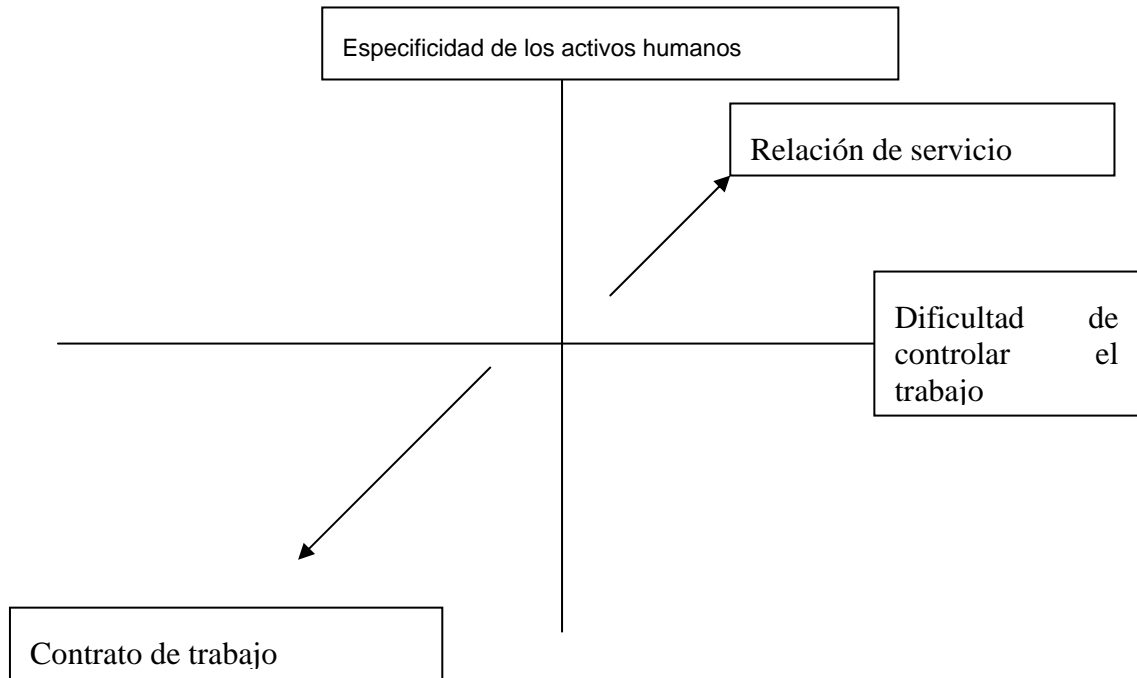 Especificidad de los activos humanos
Relación de servicio
Dificultad de
controlar el
trabajo
Contrato de trabajo